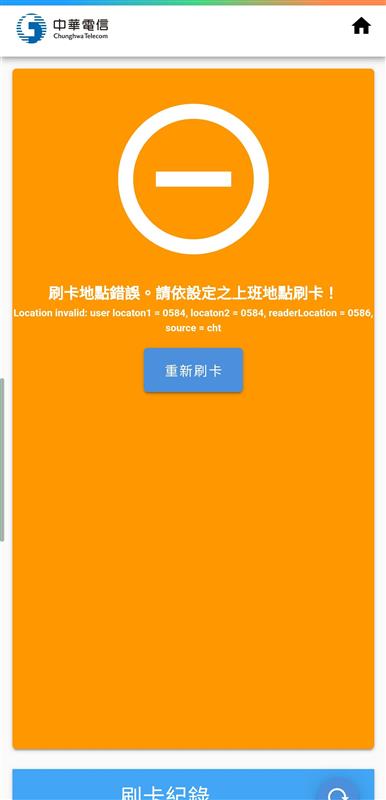 中華電信
Chunghwa Telecom
刷卡地點錯誤。請依設定之上班地點刷卡！
Location invalid: user locaton1 = 0584, locaton2 = 0584, readerLocation = 0586,
source = cht
重新刷卡
刷卡紀錄